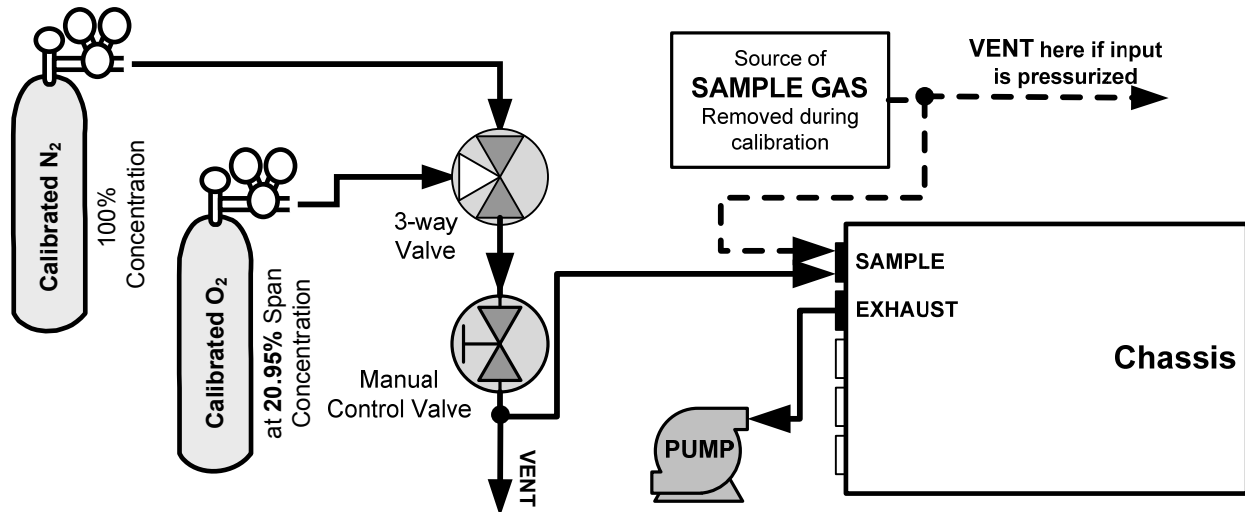 Calibrated N₂
100%
Concentration
Calibrated O₂
at 20.95% Span
Concentration
3-way
Valve
Manual
Control Valve
VENT
Source of
SAMPLE GAS
Removed during
calibration
VENT here if input
is pressurized
SAMPLE
EXHAUST
Chassis
PUMP